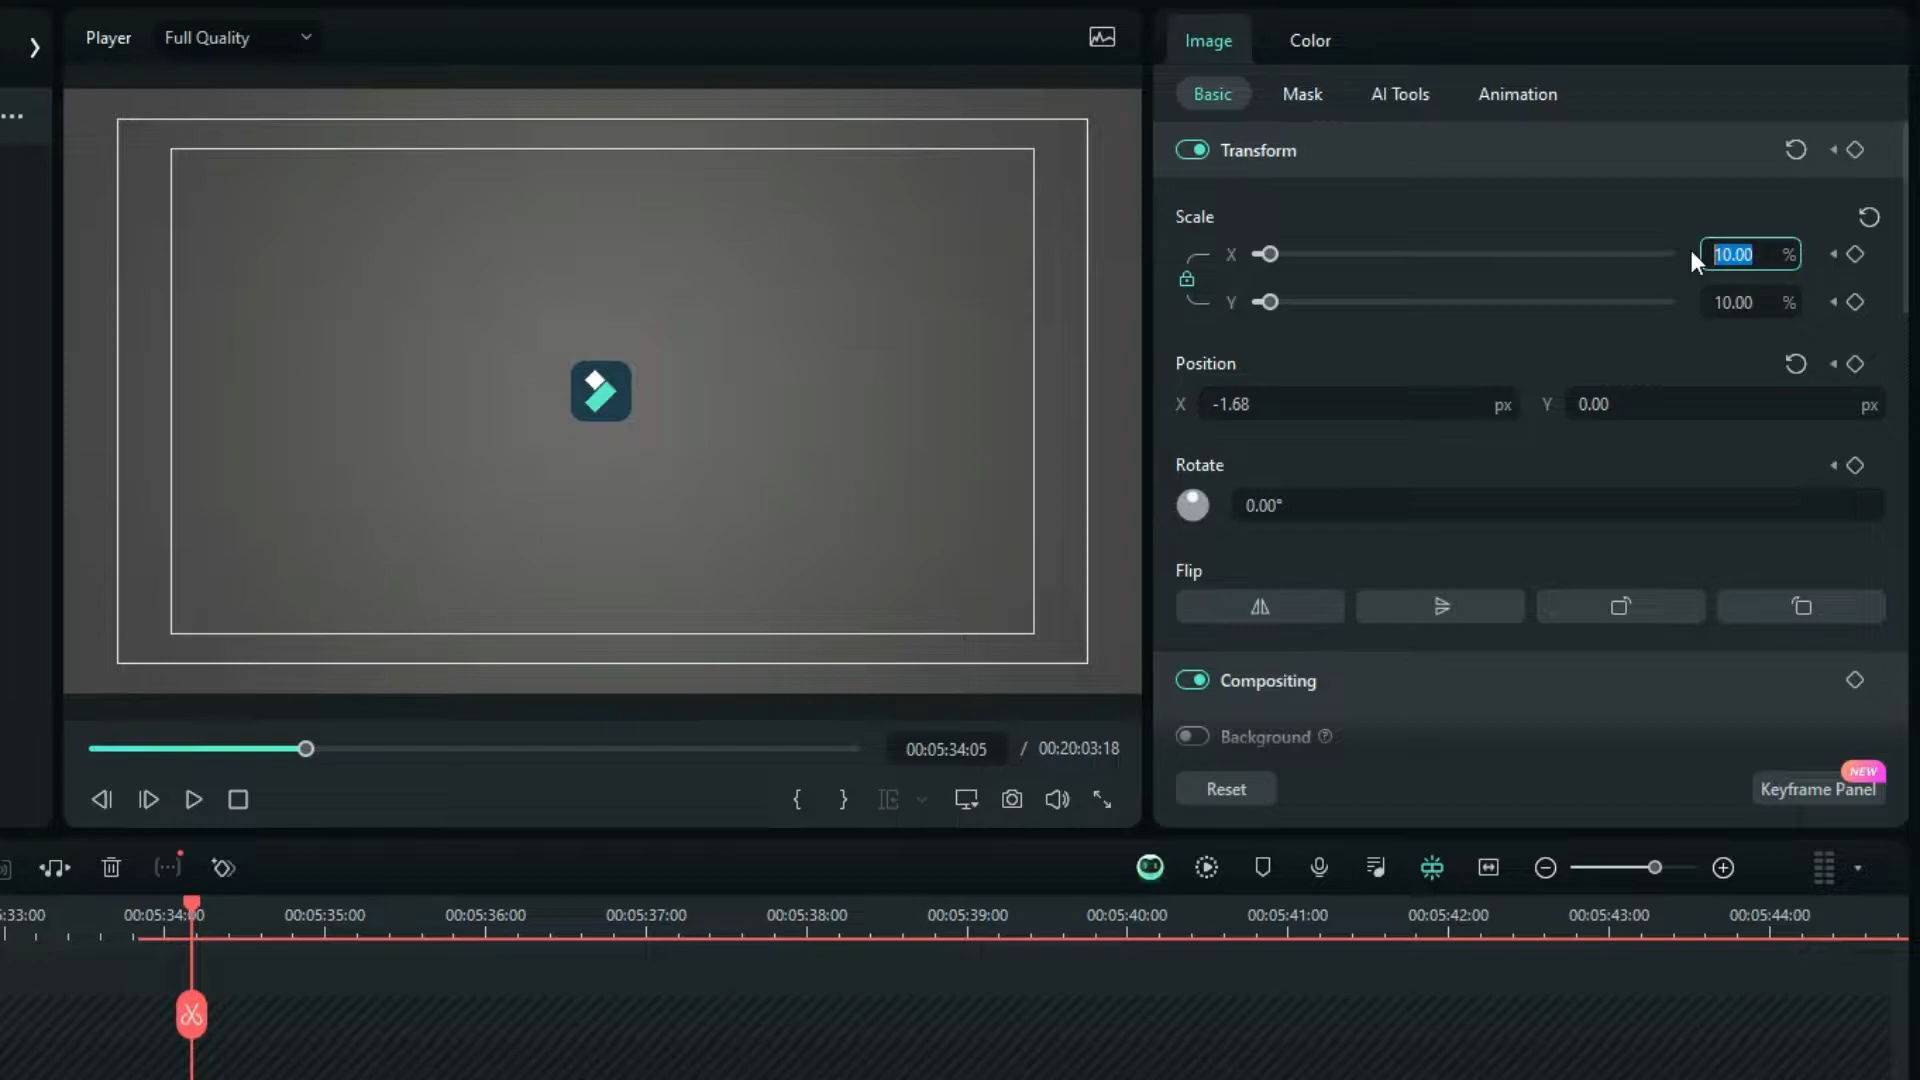 Player Full Quality
Image Color
Basic Mask AI Tools Animation
Transform
Scale
X 10.00 %
Y 10.00 %
Position
X -1.68 px Y 0.00 px
Rotate
0.00°
Flip
Compositing
Background
Reset
NEW
Keyframe Panel
00:05:34:05 / 00:20:03:18
5:33:00 00:05:34:00 00:05:35:00 00:05:36:00 00:05:37:00 00:05:38:00 00:05:39:00 00:05:40:00 00:05:41:00 00:05:42:00 00:05:43:00 00:05:44:00